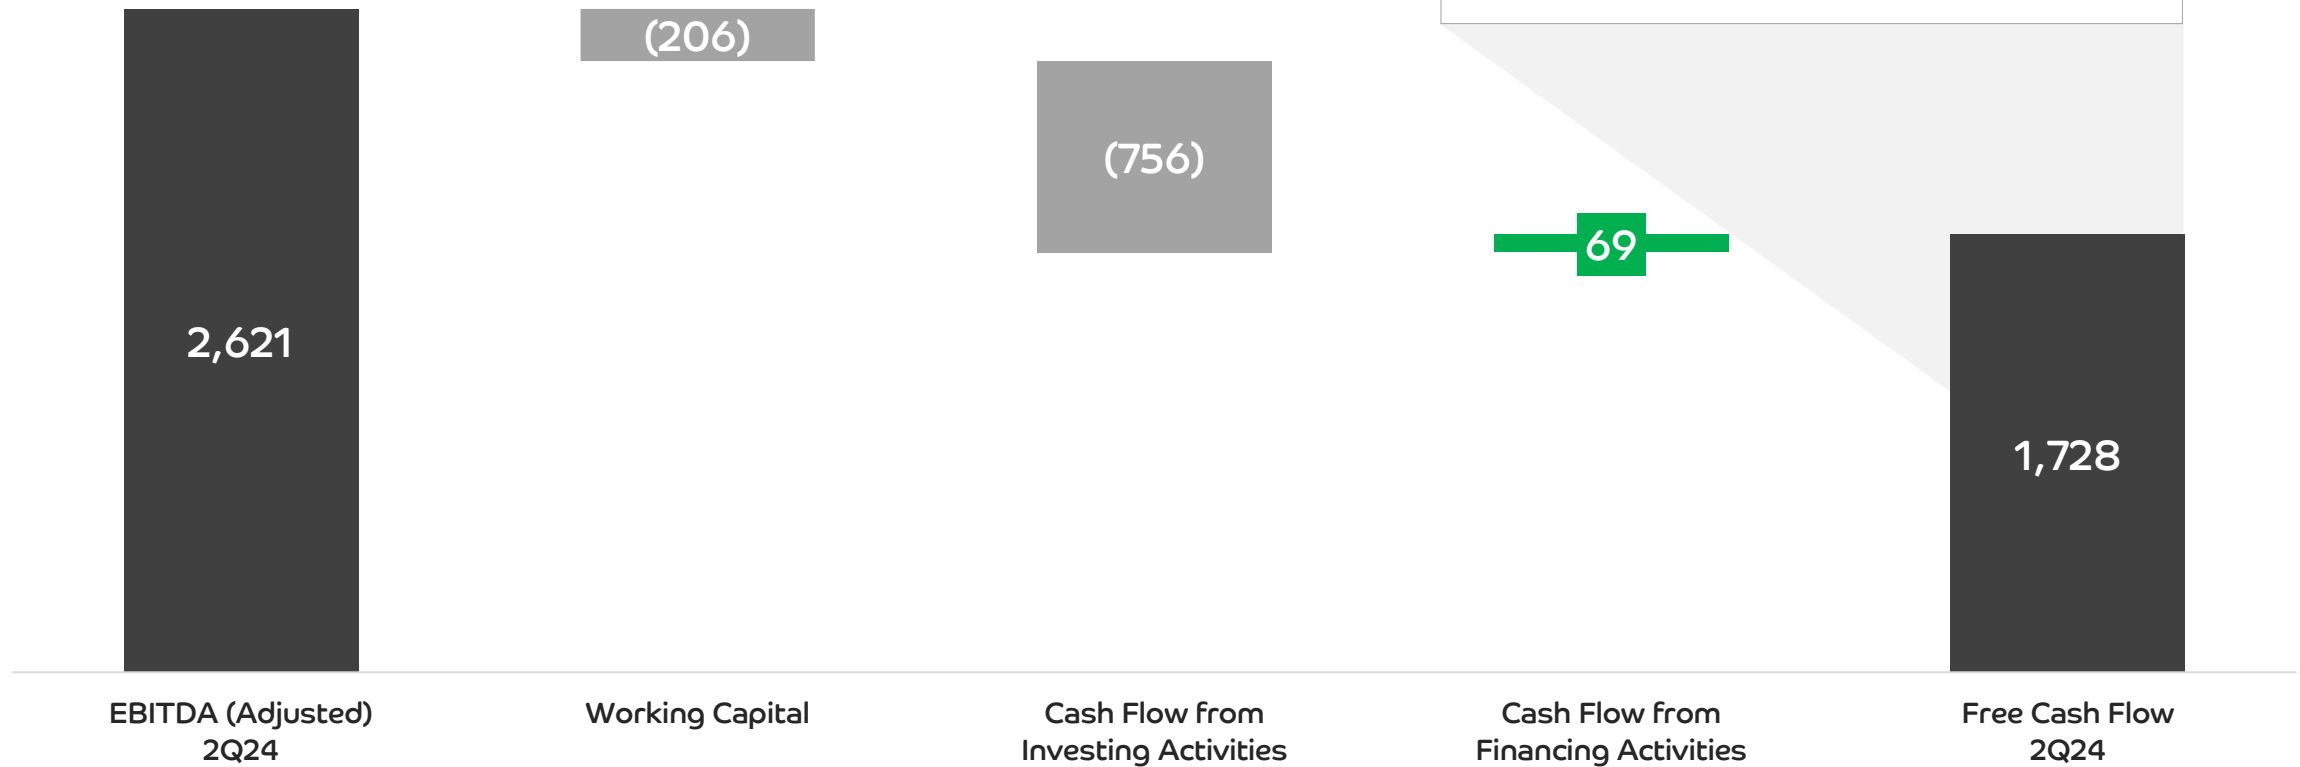 (206)
(756)
69
2,621
1,728
EBITDA (Adjusted)
2Q24
Working Capital
Cash Flow from
Investing Activities
Cash Flow from
Financing Activities
Free Cash Flow
2Q24